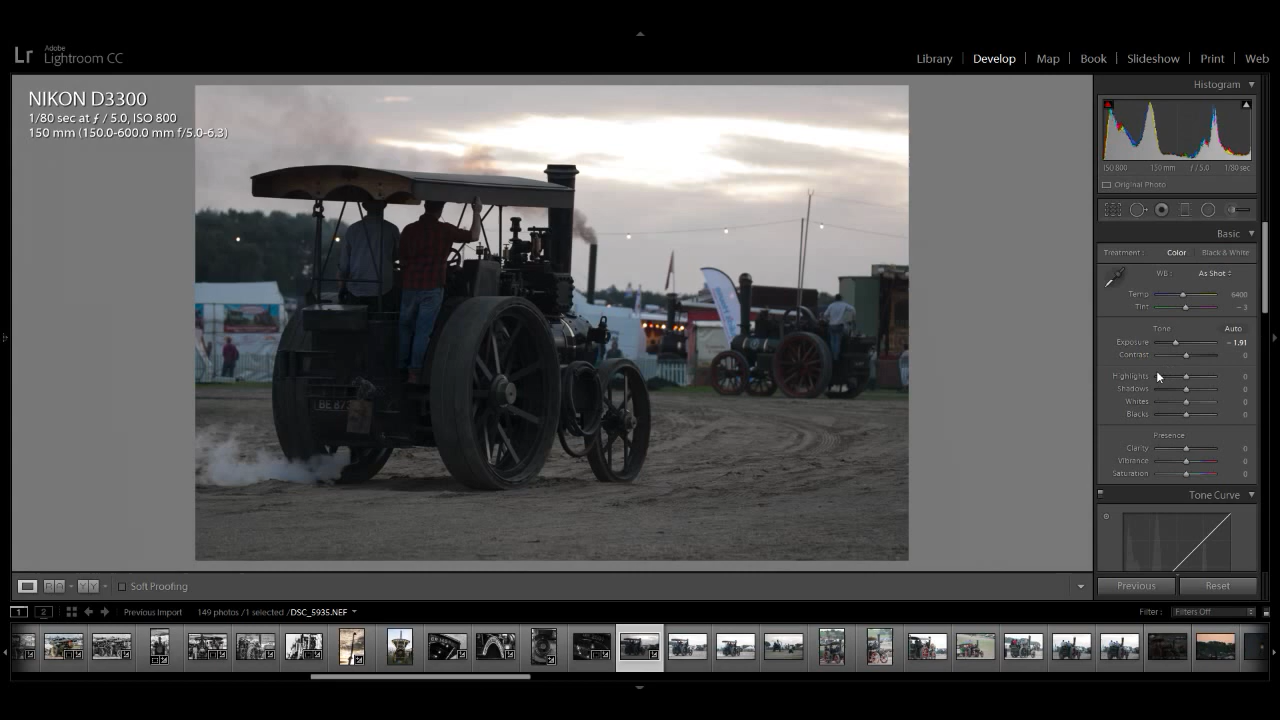 Lr Adobe Lightroom CC
Library | Develop | Map | Book | Slideshow | Print | Web
NIKON D3300
1/80 sec at ƒ / 5.0, ISO 800
150 mm (150.0-600.0 mm f/5.0-6.3)
Histogram
ISO 800 150 mm ƒ / 5.0 1/80 sec
Original Photo
Basic
Treatment : Color Black & White
WB : As Shot
Temp 6400
Tint - 3
Tone Auto
Exposure - 1.91
Contrast 0
Highlights 0
Shadows 0
Whites 0
Blacks 0
Presence
Clarity 0
Vibrance 0
Saturation 0
Tone Curve
Soft Proofing
Previous Reset
1 2 Previous Import 149 photos / 1 selected / DSC_5935.NEF
Filter : Filters Off